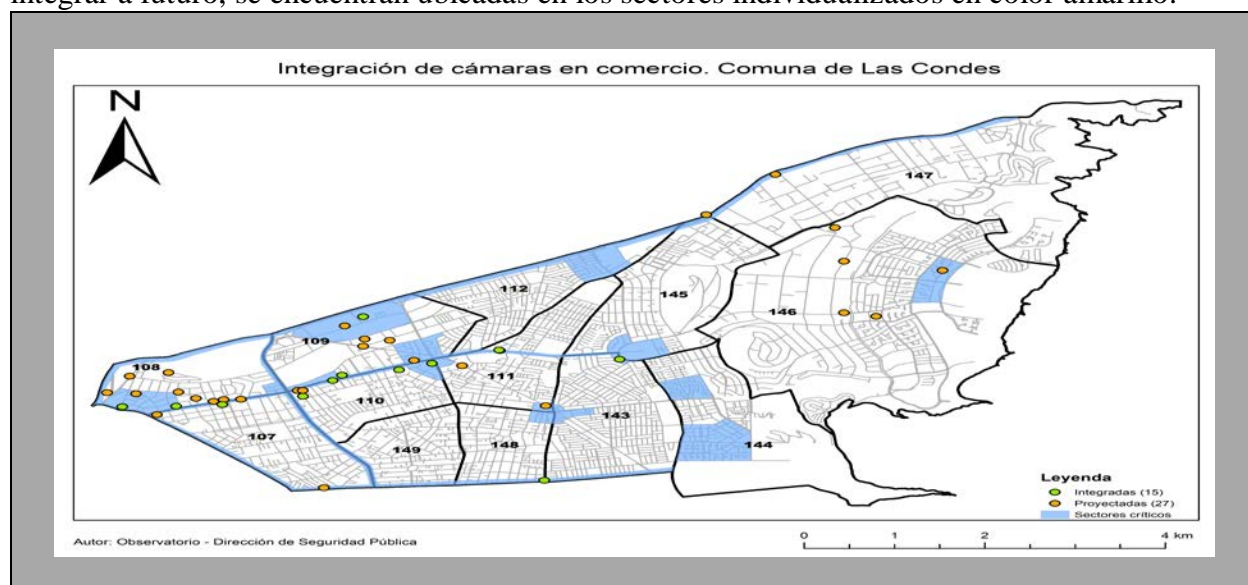 integrar a futuro, se encuentran ubicadas en los sectores individualizados en color amarillo.
Integración de cámaras en comercio. Comuna de Las Condes
N
147
112
145
146
109
108
111
110
143
107
144
148
149
Leyenda
Integradas (15)
Proyectadas (27)
Sectores críticos
Autor: Observatorio - Dirección de Seguridad Pública
0 1 2 4 km